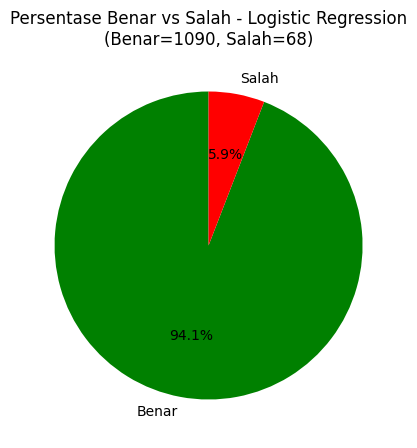 Persentase Benar vs Salah - Logistic Regression
(Benar=1090, Salah=68)
Salah
5.9%
94.1%
Benar